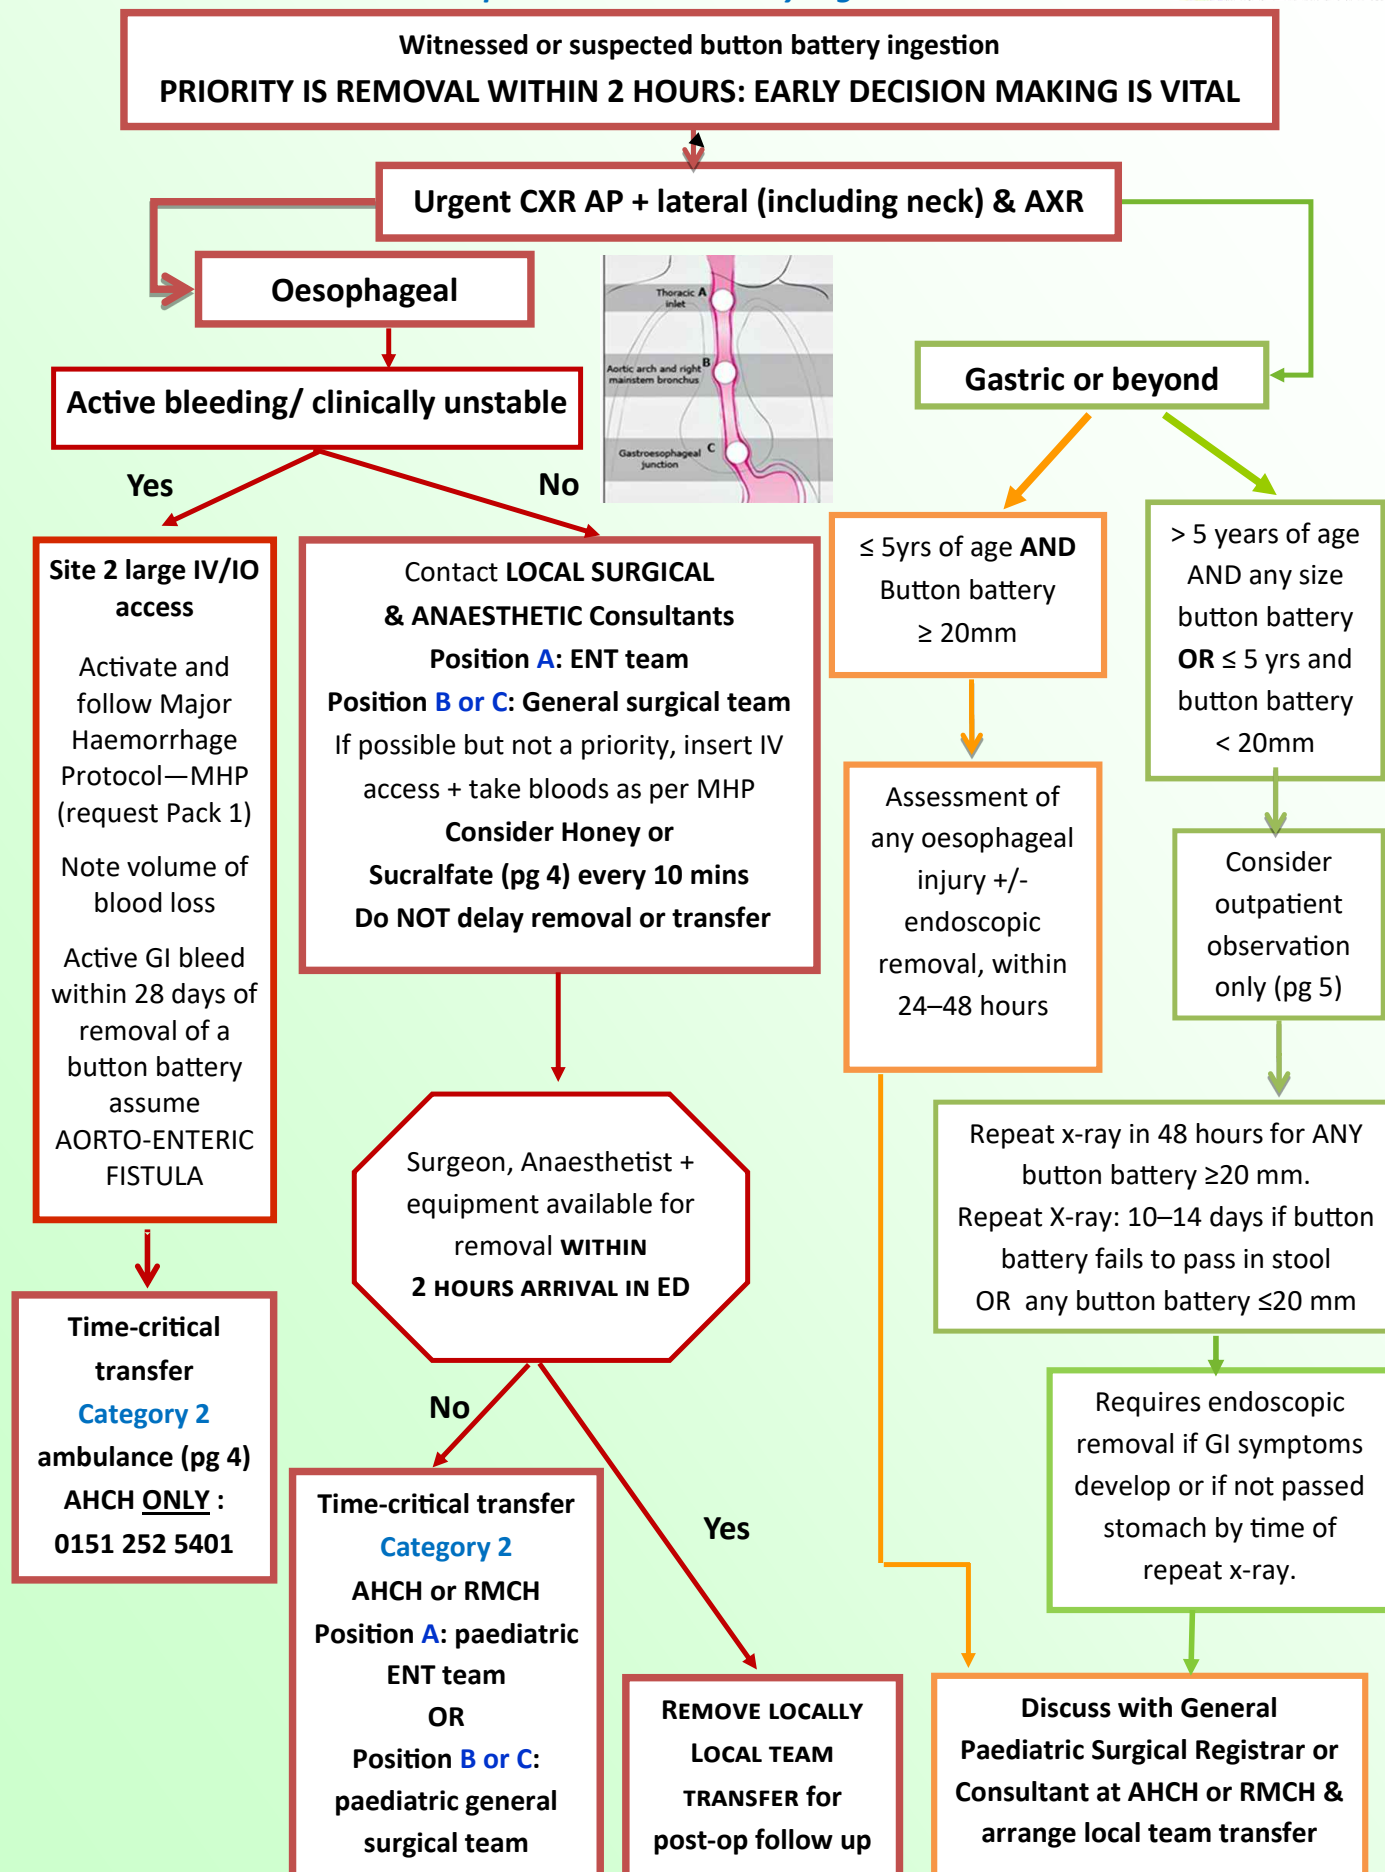 Witnessed or suspected button battery ingestion
PRIORITY IS REMOVAL WITHIN 2 HOURS: EARLY DECISION MAKING IS VITAL
Urgent CXR AP + lateral (including neck) & AXR
Oesophageal
Active bleeding/ clinically unstable
Yes
No
Thoracic A
inlet
Aortic arch and right B
mainstem bronchus
Gastroesophageal C
junction
Gastric or beyond
Site 2 large IV/IO
access
Activate and
follow Major
Haemorrhage
Protocol—MHP
(request Pack 1)
Note volume of
blood loss
Active GI bleed
within 28 days of
removal of a
button battery
assume
AORTO-ENTERIC
FISTULA
Time-critical
transfer
Category 2
ambulance (pg 4)
AHCH ONLY :
0151 252 5401
Contact LOCAL SURGICAL
& ANAESTHETIC Consultants
Position A: ENT team
Position B or C: General surgical team
If possible but not a priority, insert IV
access + take bloods as per MHP
Consider Honey or
Sucralfate (pg 4) every 10 mins
Do NOT delay removal or transfer
Surgeon, Anaesthetist +
equipment available for
removal WITHIN
2 HOURS ARRIVAL IN ED
No
Yes
Time-critical transfer
Category 2
AHCH or RMCH
Position A: paediatric
ENT team
OR
Position B or C:
paediatric general
surgical team
REMOVE LOCALLY
LOCAL TEAM
TRANSFER for
post-op follow up
≤ 5yrs of age AND
Button battery
≥ 20mm
Assessment of
any oesophageal
injury +/-
endoscopic
removal, within
24–48 hours
> 5 years of age
AND any size
button battery
OR ≤ 5 yrs and
button battery
< 20mm
Consider
outpatient
observation
only (pg 5)
Repeat x-ray in 48 hours for ANY
button battery ≥20 mm.
Repeat X-ray: 10–14 days if button
battery fails to pass in stool
OR any button battery ≤20 mm
Requires endoscopic
removal if GI symptoms
develop or if not passed
stomach by time of
repeat x-ray.
Discuss with General
Paediatric Surgical Registrar or
Consultant at AHCH or RMCH &
arrange local team transfer